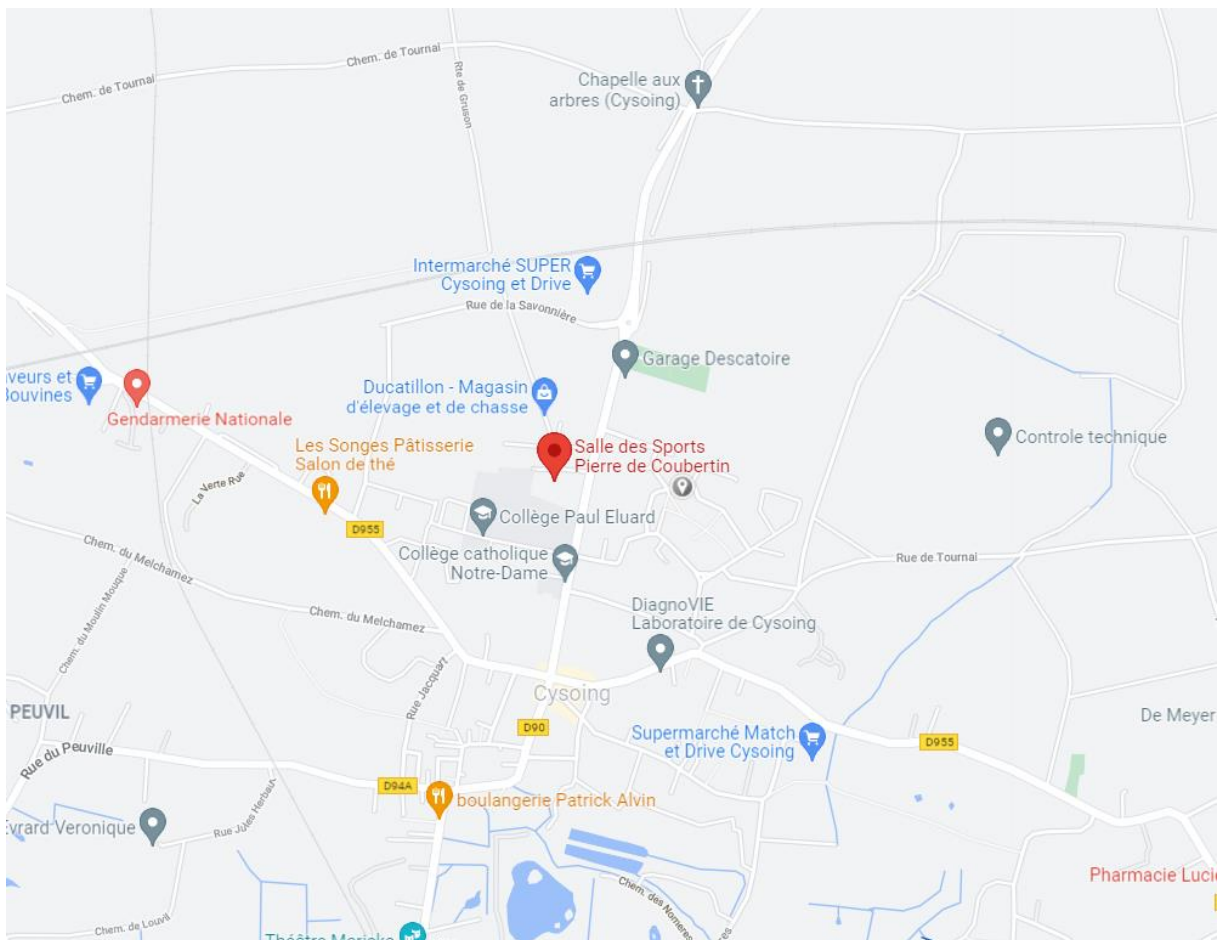 Chem. de Tournai
Chem. de Tournai
Rte de Gruson
Chapelle aux
arbres (Cysoing)
Intermarché SUPER
Cysoing et Drive
Rue de la Savonnière
Garage Descatoire
Ducatillon - Magasin
d'élevage et de chasse
aveurs et
Bouvines
Gendarmerie Nationale
Les Songes Pâtisserie
Salon de thé
Salle des Sports
Pierre de Coubertin
Controle technique
La Verte Rue
D955
Collège Paul Eluard
Collège catholique
Notre-Dame
Rue de Tournai
Chem. du Melchamez
Chem. du Moulin Mouque
Chem. du Melchamez
DiagnoVIE
Laboratoire de Cysoing
Rue Jacquart
Cysoing
PEUVIL
D90
De Meyer
Supermarché Match
et Drive Cysoing
D955
Rue du Peuville
D94A
boulangerie Patrick Alvin
Evrard Veronique
Rue Jules Herbaux
Pharmacie Lucie
Chem. des Nomeres
Chem. de Louvil